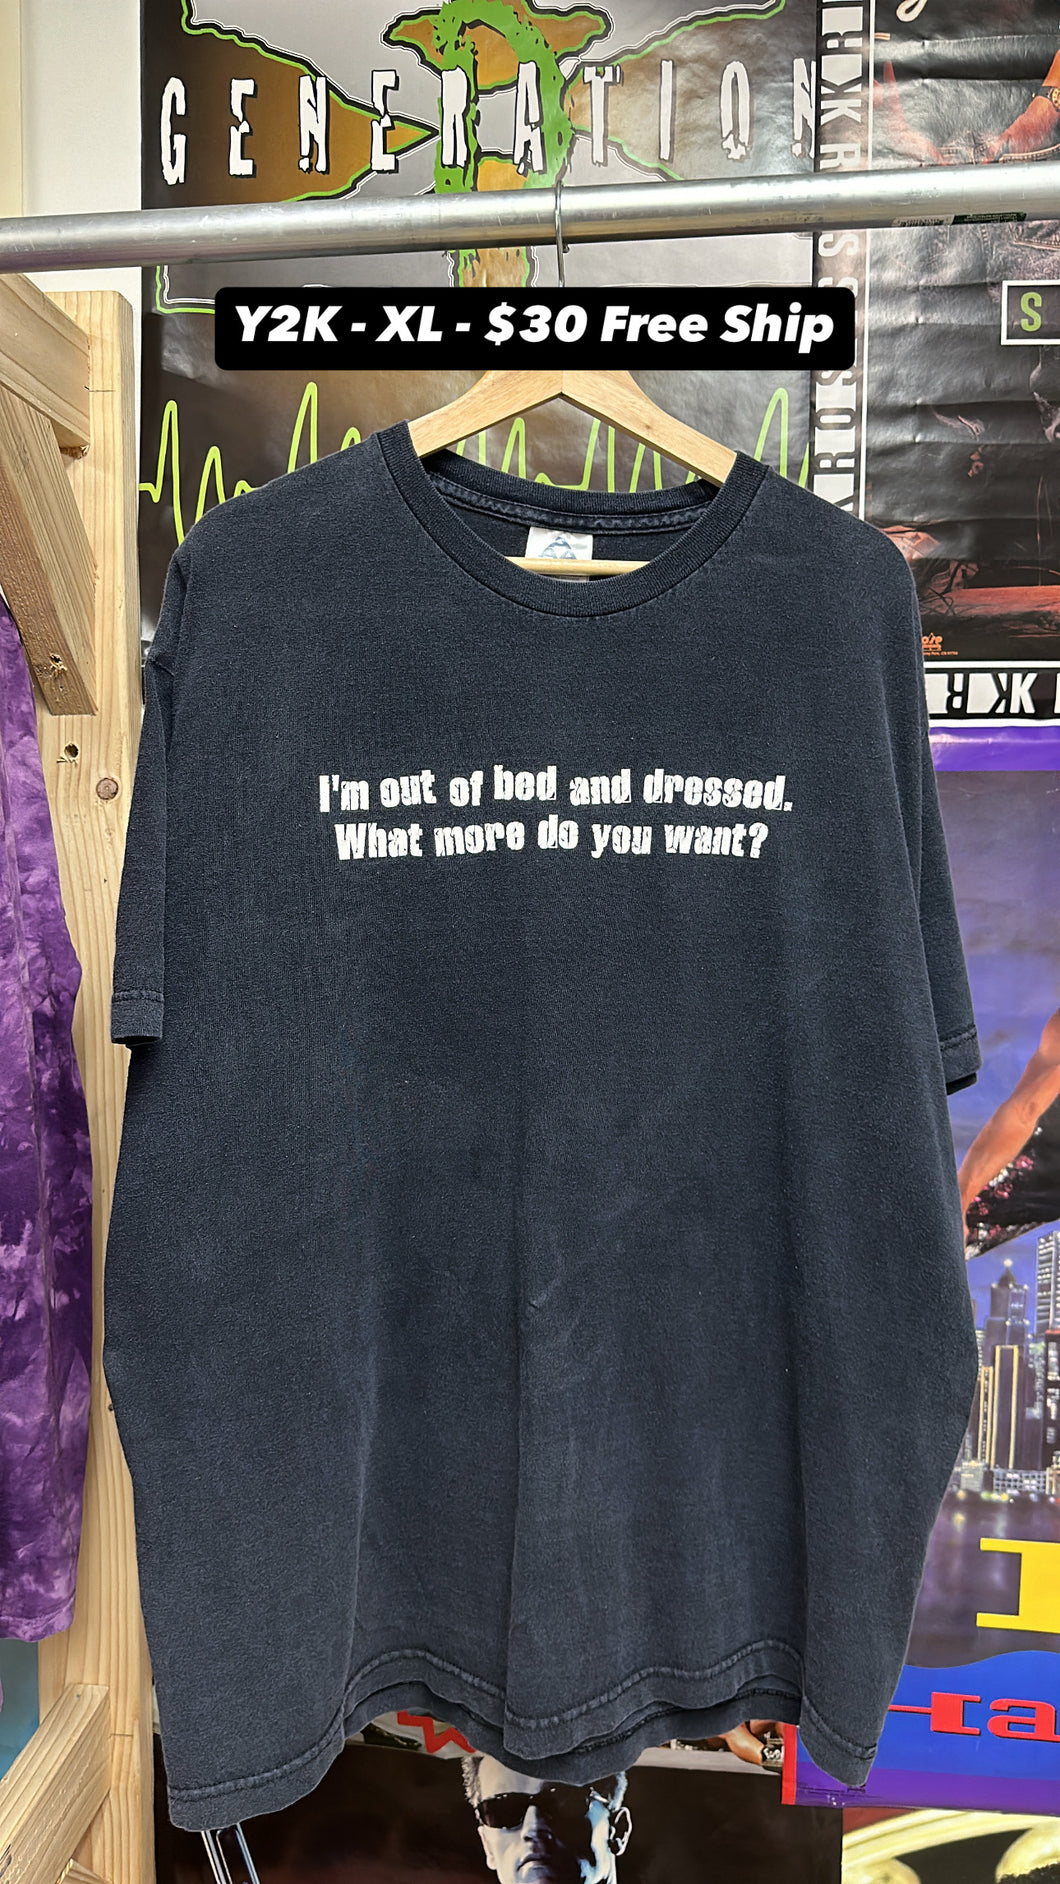 GENERATION
Y2K - XL - $30 Free Ship
S
I'm out of bed and dressed.
What more do you want?